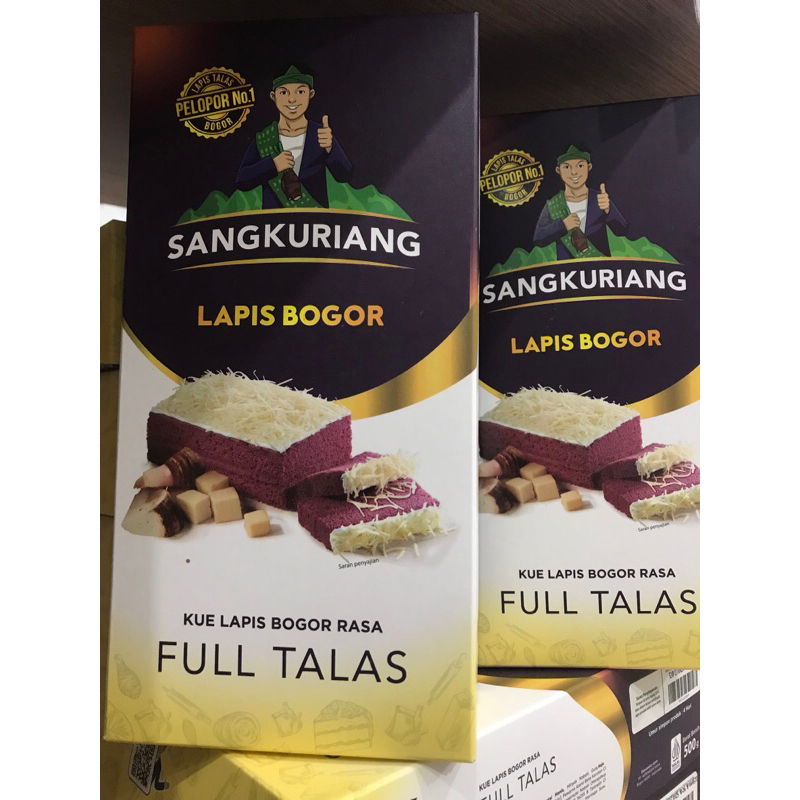 LAPIS TALAS
PELOPOR No.1
BOGOR
SANGKURIANG
LAPIS BOGOR
Saran penyajian
KUE LAPIS BOGOR RASA
FULL TALAS
LAPIS TALAS
PELOPOR No.1
BOGOR
SANGKURIANG
LAPIS BOGOR
Saran penyajian
KUE LAPIS BOGOR RASA
FULL TALAS
KUE LAPIS BOGOR RASA
FULL TALAS
500g